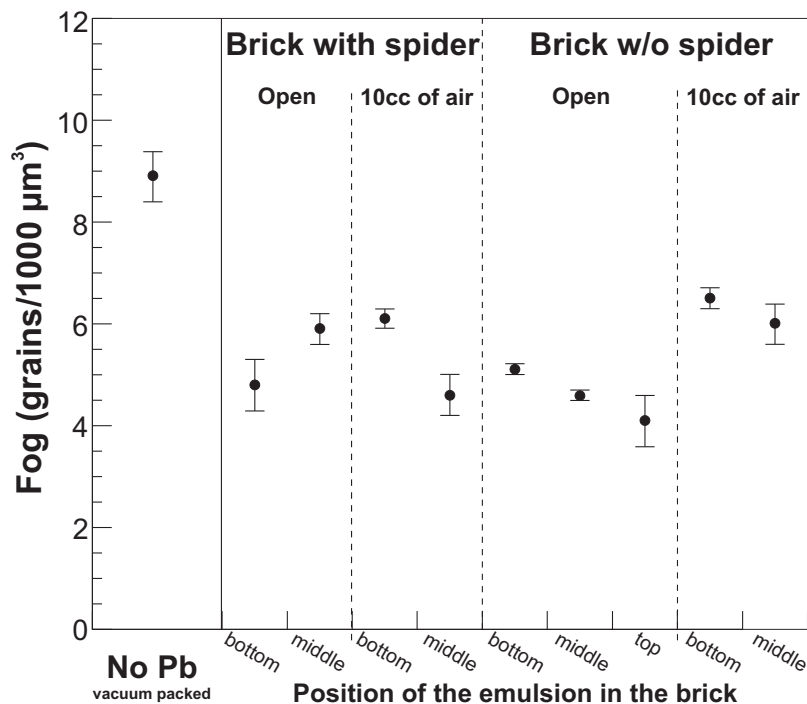 12
10
8
6
4
2
0
Fog (grains/1000 μm³)
Brick with spider
Brick w/o spider
Open
10cc of air
Open
10cc of air
bottom
middle
bottom
middle
bottom
middle
top
bottom
middle
No Pb
vacuum packed
Position of the emulsion in the brick